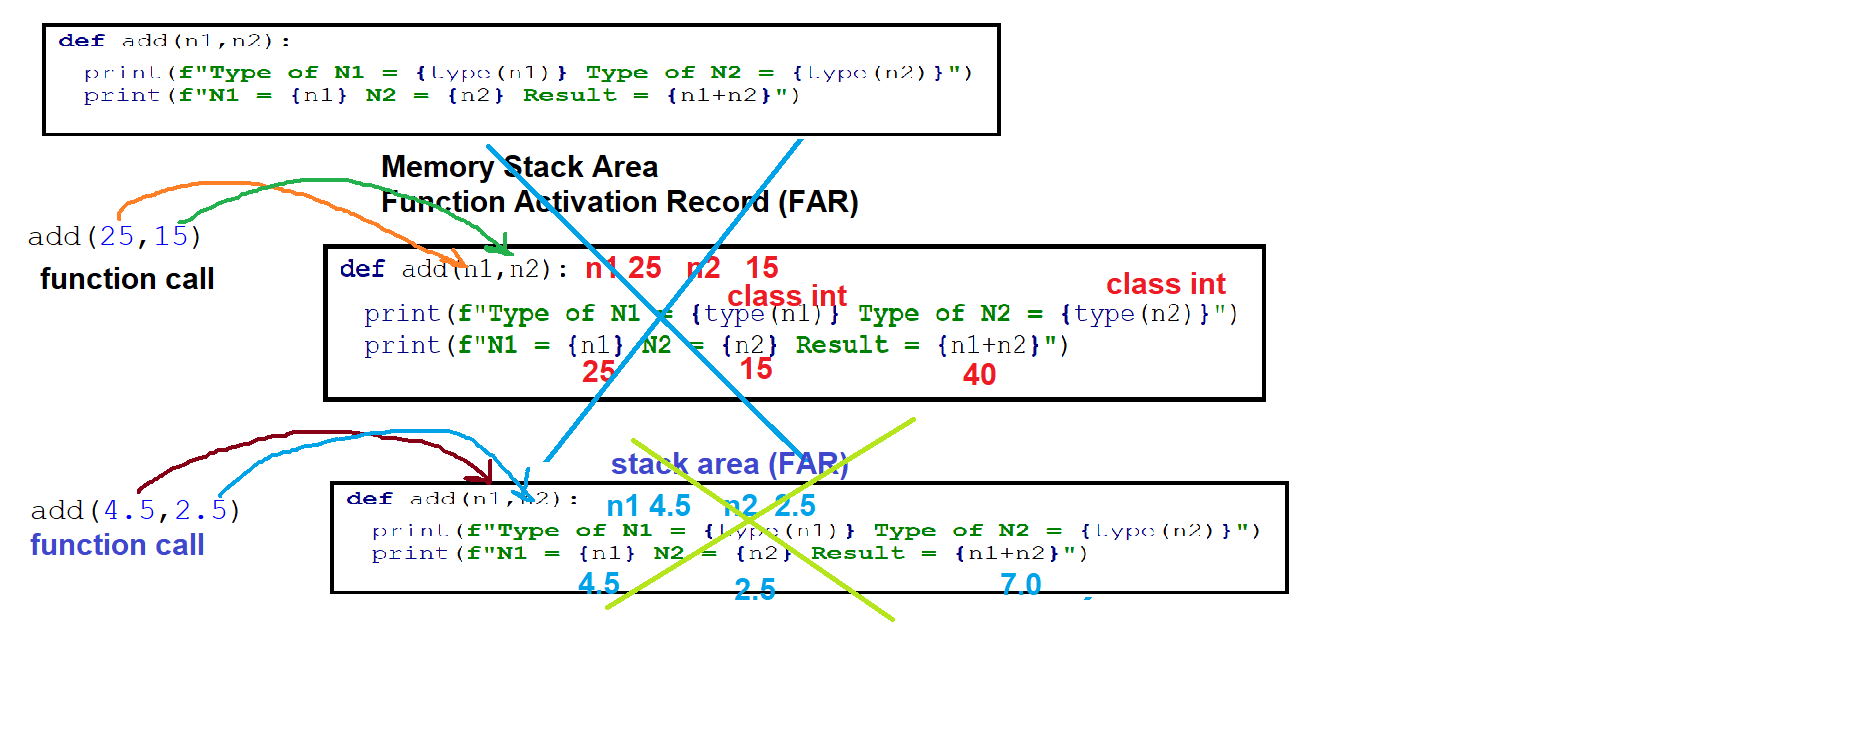 def add(n1,n2):
print(f"Type of N1 = {type(n1)} Type of N2 = {type(n2)}")
print(f"N1 = {n1} N2 = {n2} Result = {n1+n2}")
Memory Stack Area
Function Activation Record (FAR)
add(25,15)
function call
def add(n1,n2): n1 25 n2 15
class int class int
print(f"Type of N1 = {type(n1)} Type of N2 = {type(n2)}")
print(f"N1 = {n1} N2 = {n2} Result = {n1+n2}")
25 15 40
stack area (FAR)
add(4.5,2.5)
function call
def add(n1,n2): n1 4.5 n2 2.5
print(f"Type of N1 = {type(n1)} Type of N2 = {type(n2)}")
print(f"N1 = {n1} N2 = {n2} Result = {n1+n2}")
4.5 2.5 7.0